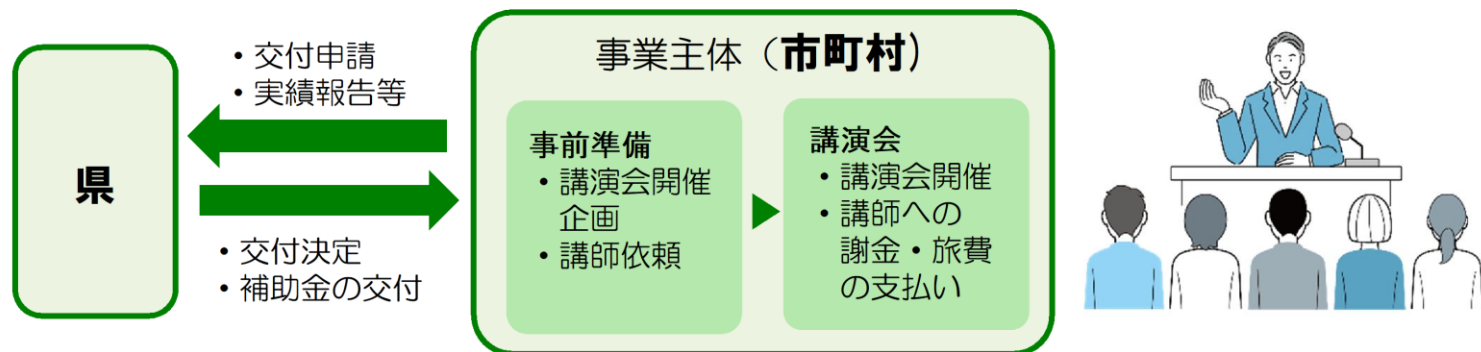 県
・交付申請
・実績報告等
・交付決定
・補助金の交付
事業主体（市町村）
事前準備
・講演会開催
企画
・講師依頼
講演会
・講演会開催
・講師への
謝金・旅費
の支払い